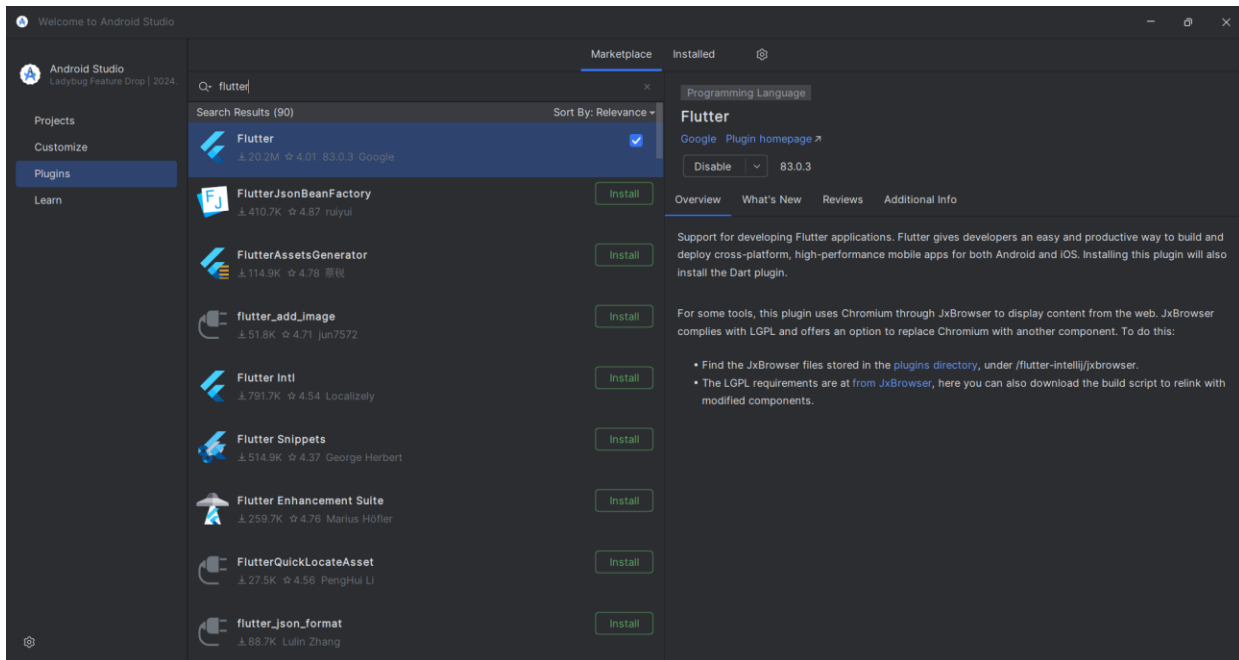 Welcome to Android Studio
Android Studio
Ladybug Feature Drop | 2024.
Projects
Customize
Plugins
Learn
Marketplace Installed
flutter
Search Results (90) Sort By: Relevance
Flutter
20.2M 4.01 83.0.3 Google
FlutterJsonBeanFactory Install
410.7K 4.87 ruiyui
FlutterAssetsGenerator Install
114.9K 4.78
flutter_add_image Install
51.8K 4.71 jun7572
Flutter Intl Install
791.7K 4.54 Localizely
Flutter Snippets Install
514.9K 4.37 George Herbert
Flutter Enhancement Suite Install
259.7K 4.76 Marius Höfler
FlutterQuickLocateAsset Install
27.5K 4.56 PengHui Li
flutter_json_format Install
88.7K Lulin Zhang
Programming Language
Flutter
Google Plugin homepage
Disable 83.0.3
Overview What's New Reviews Additional Info
Support for developing Flutter applications. Flutter gives developers an easy and productive way to build and
deploy cross-platform, high-performance mobile apps for both Android and iOS. Installing this plugin will also
install the Dart plugin.
For some tools, this plugin uses Chromium through JxBrowser to display content from the web. JxBrowser
complies with LGPL and offers an option to replace Chromium with another component. To do this:
• Find the JxBrowser files stored in the plugins directory, under /flutter-intellij/jxbrowser.
• The LGPL requirements are at from JxBrowser, here you can also download the build script to relink with
modified components.